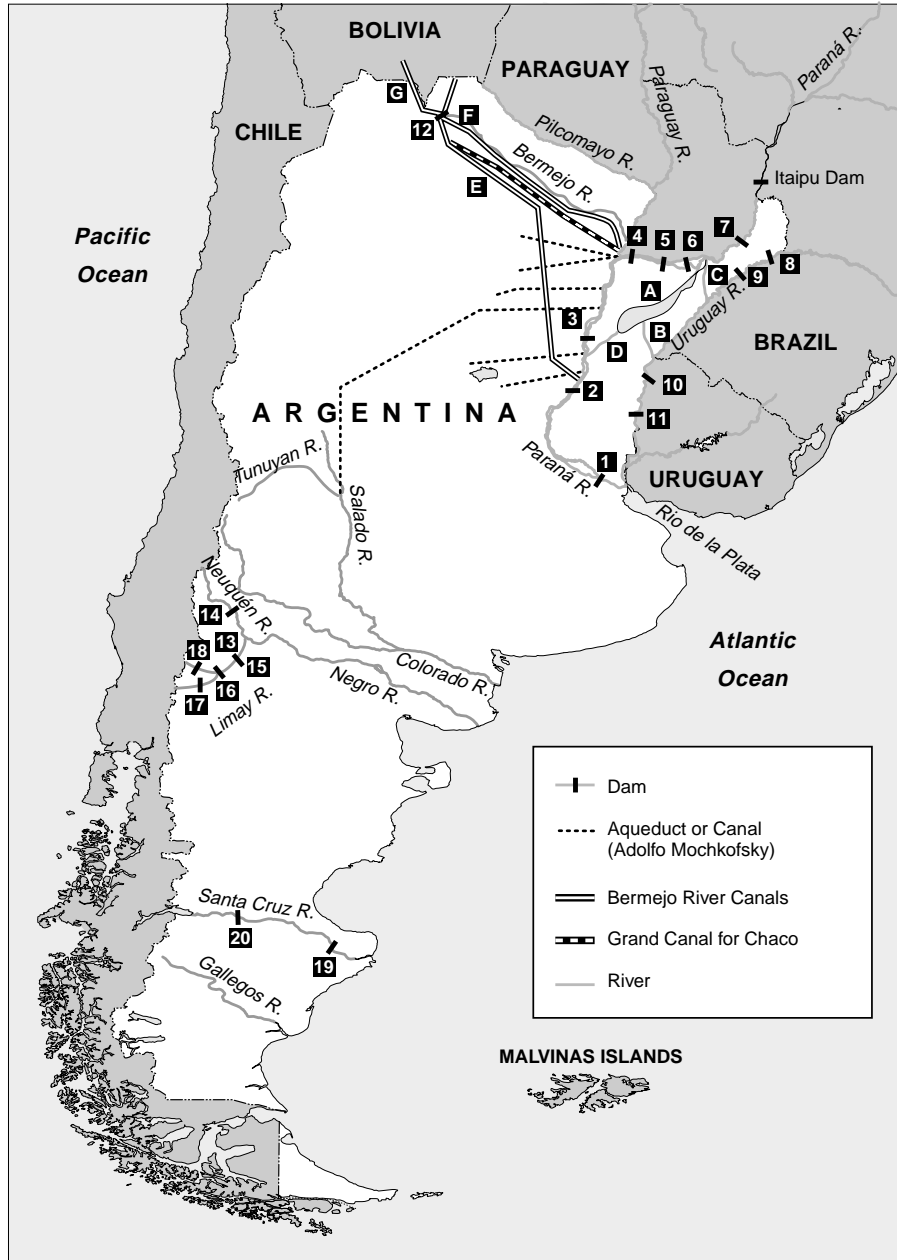 BOLIVIA
PARAGUAY
CHILE
Paraná R.
Paraguay R.
G
F
12
Pilcomayo R.
Bermejo R.
E
Itaipu Dam
Pacific
Ocean
4
5
6
7
8
9
C
A
B
Uruguay R.
3
D
BRAZIL
10
2
11
ARGENTINA
1
Paraná R.
URUGUAY
Tunuyan R.
Salado R.
Rio de la Plata
Neuquén R.
14
13
18
15
16
17
Limay R.
Colorado R.
Negro R.
Atlantic
Ocean
Dam
Aqueduct or Canal
(Adolfo Mochkofsky)
Bermejo River Canals
Grand Canal for Chaco
River
Santa Cruz R.
20
19
Gallegos R.
MALVINAS ISLANDS